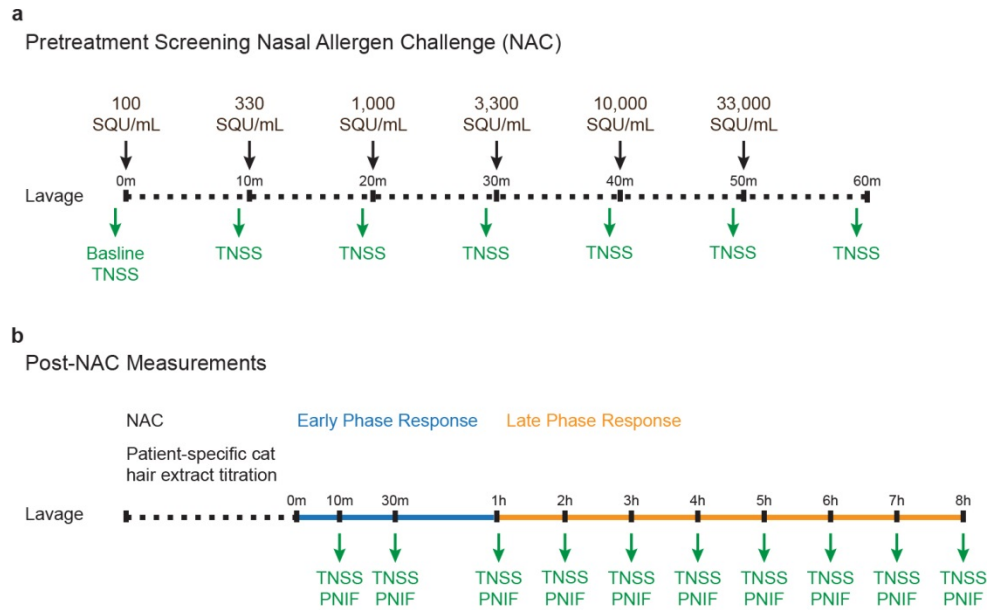 a
Pretreatment Screening Nasal Allergen Challenge (NAC)
100 330 1,000 3,300 10,000 33,000
SQU/mL SQU/mL SQU/mL SQU/mL SQU/mL SQU/mL
0m 10m 20m 30m 40m 50m 60m
Lavage
Basline TNSS TNSS TNSS TNSS TNSS TNSS
TNSS
b
Post-NAC Measurements
NAC Early Phase Response Late Phase Response
Patient-specific cat
hair extract titration
0m 10m 30m 1h 2h 3h 4h 5h 6h 7h 8h
Lavage
TNSS TNSS TNSS TNSS TNSS TNSS TNSS TNSS TNSS TNSS
PNIF PNIF PNIF PNIF PNIF PNIF PNIF PNIF PNIF PNIF